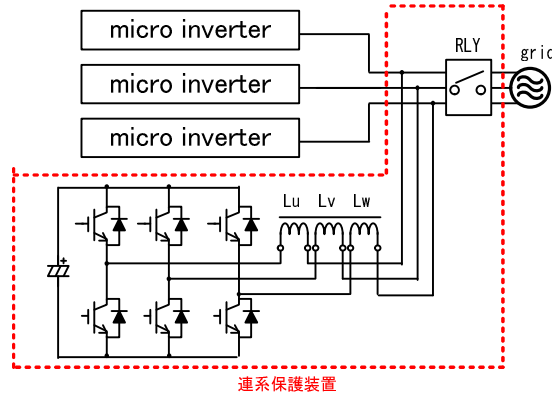 micro inverter
RLY
grid
micro inverter
micro inverter
Lu Lv Lw
+
連系保護装置